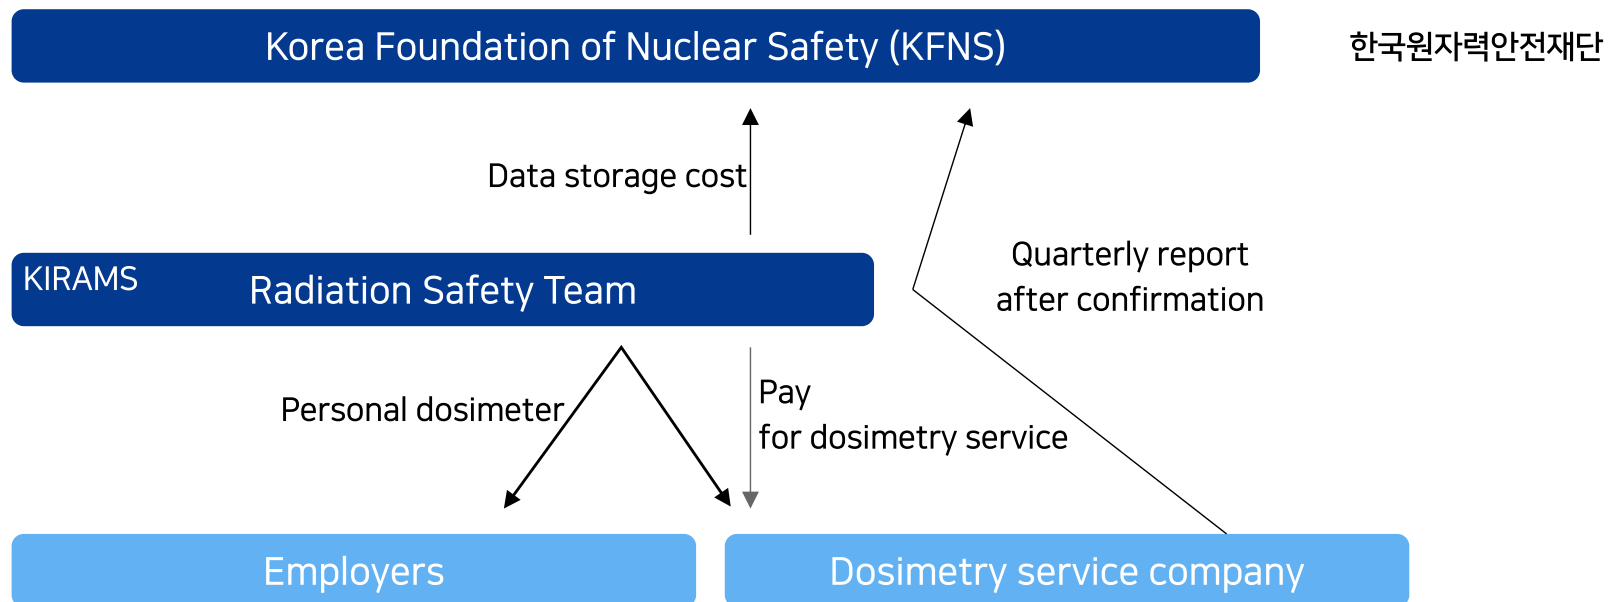 Korea Foundation of Nuclear Safety (KFNS)
한국원자력안전재단
Data storage cost
Quarterly report
after confirmation
KIRAMS
Radiation Safety Team
Personal dosimeter
Pay
for dosimetry service
Employers
Dosimetry service company